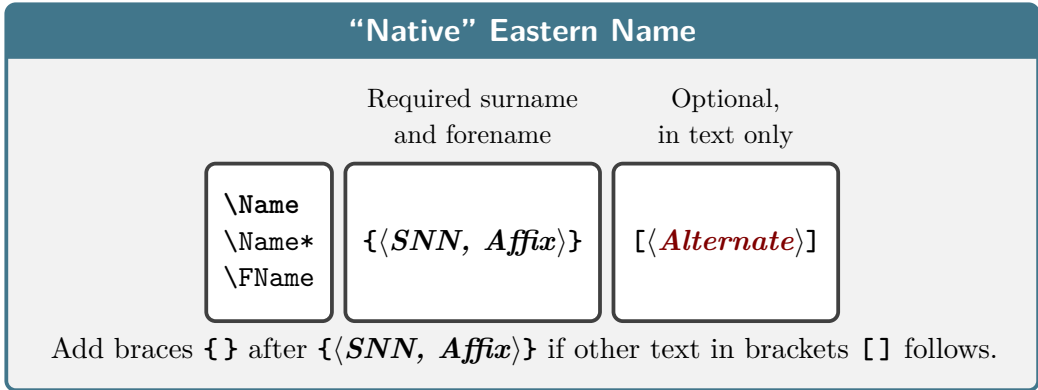 “Native” Eastern Name
Required surname Optional,
and forename in text only
\Name
\Name* {⟨SNN, Affix⟩} [⟨Alternate⟩]
\FName
Add braces {} after {⟨SNN, Affix⟩} if other text in brackets [] follows.